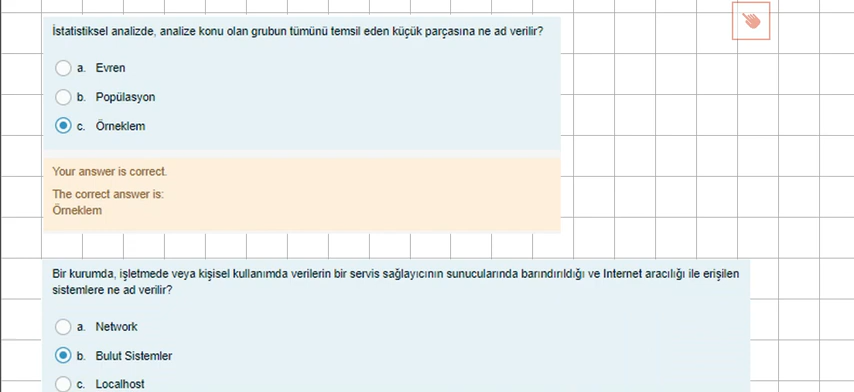 İstatistiksel analizde, analize konu olan grubun tümünü temsil eden küçük parçasına ne ad verilir?
a. Evren
b. Popülasyon
c. Örneklem
Your answer is correct.
The correct answer is:
Örneklem
Bir kurumda, işletmede veya kişisel kullanımda verilerin bir servis sağlayıcının sunucularında barındırıldığı ve Internet aracılığı ile erişilen
sistemlere ne ad verilir?
a. Network
b. Bulut Sistemler
c. Localhost